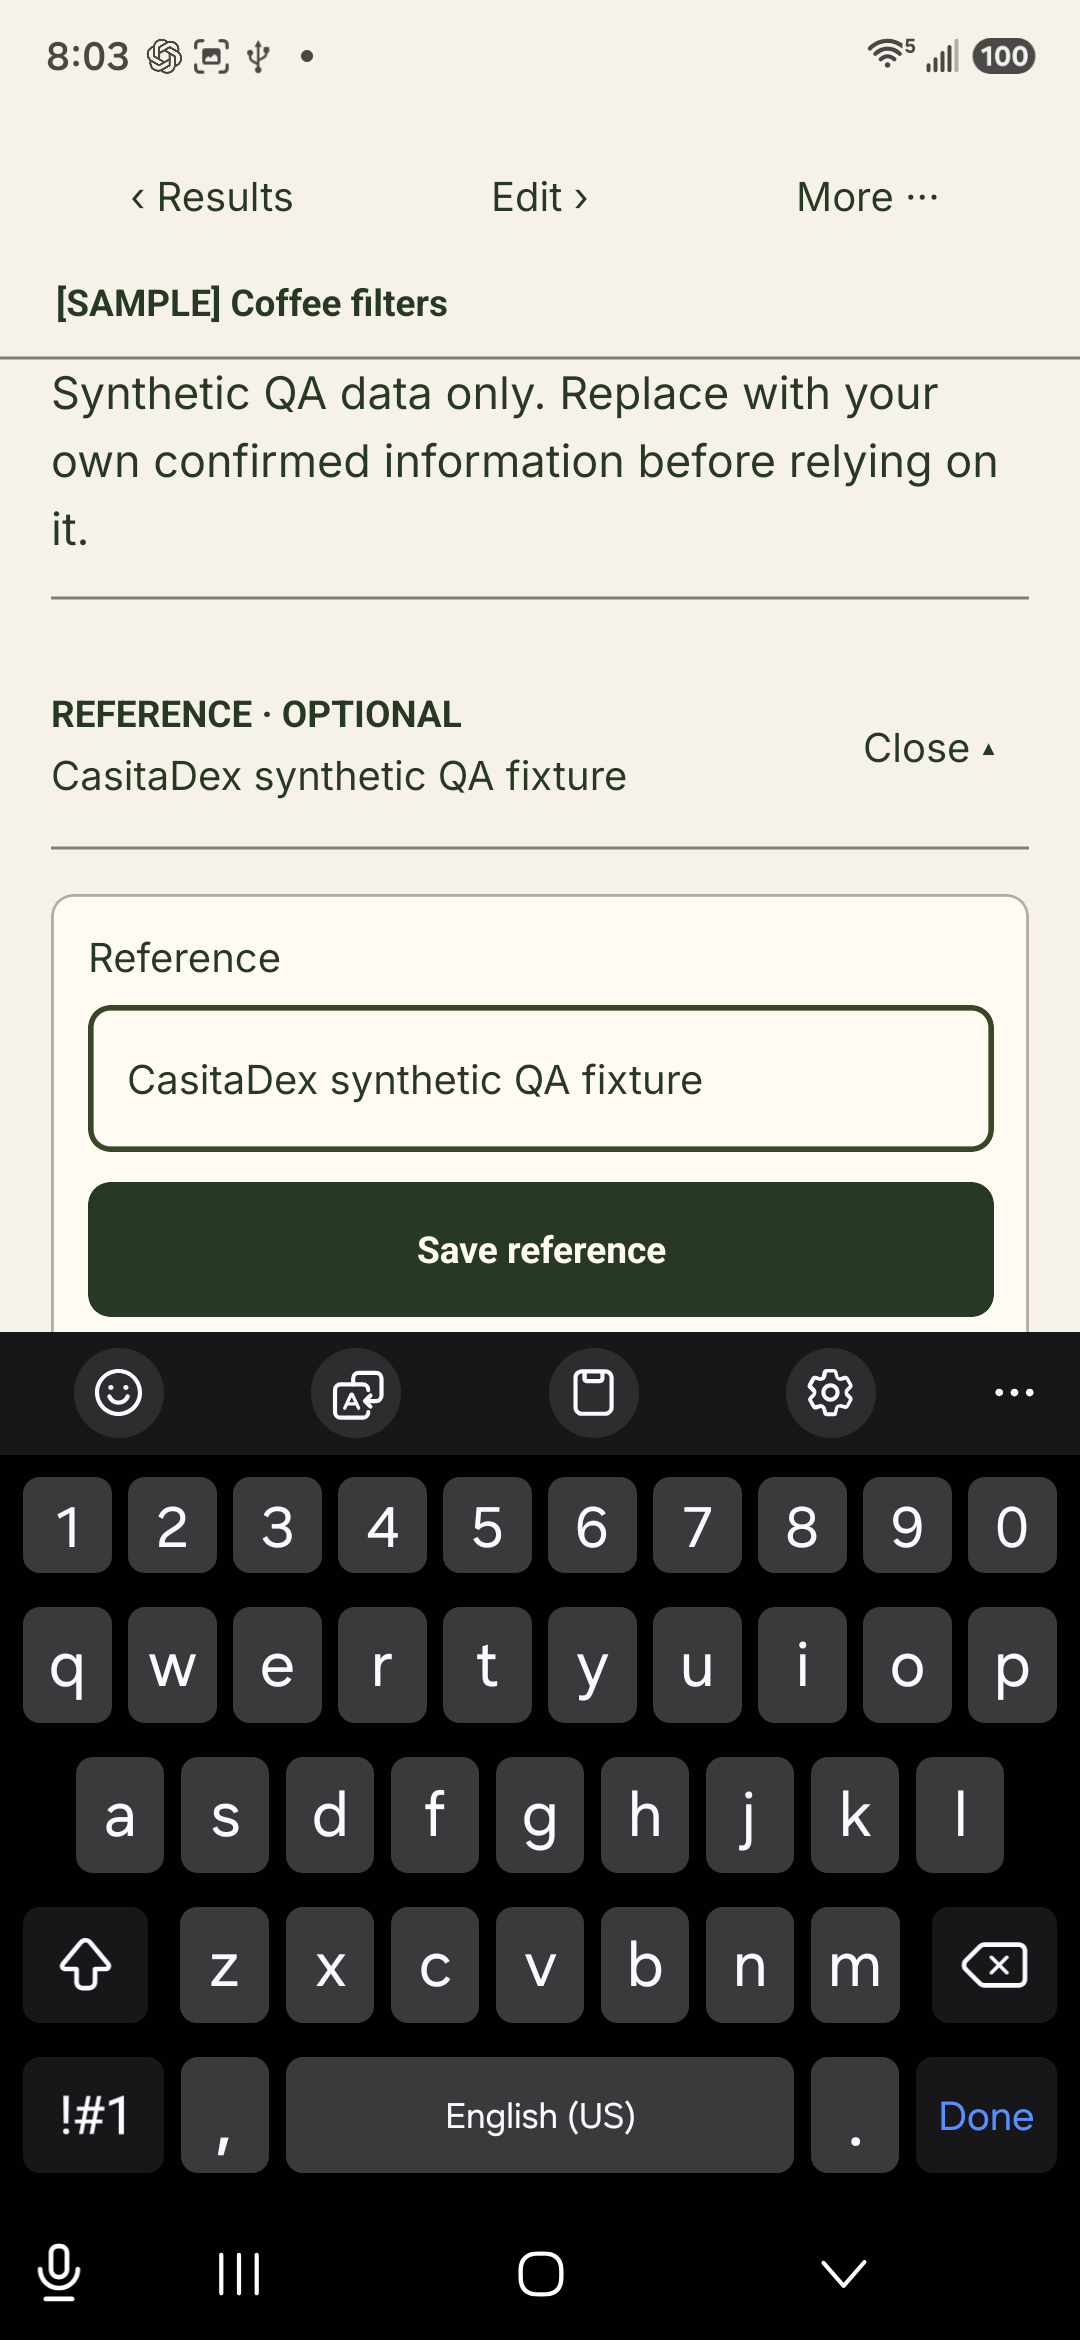 8:03
5
100
‹ Results
Edit ›
More ···
[SAMPLE] Coffee filters
Synthetic QA data only. Replace with your
own confirmed information before relying on
it.
REFERENCE · OPTIONAL
CasitaDex synthetic QA fixture
Close ▴
Reference
CasitaDex synthetic QA fixture
Save reference
1 2 3 4 5 6 7 8 9 0
q w e r t y u i o p
a s d f g h j k l
z x c v b n m
!#1 , English (US) . Done